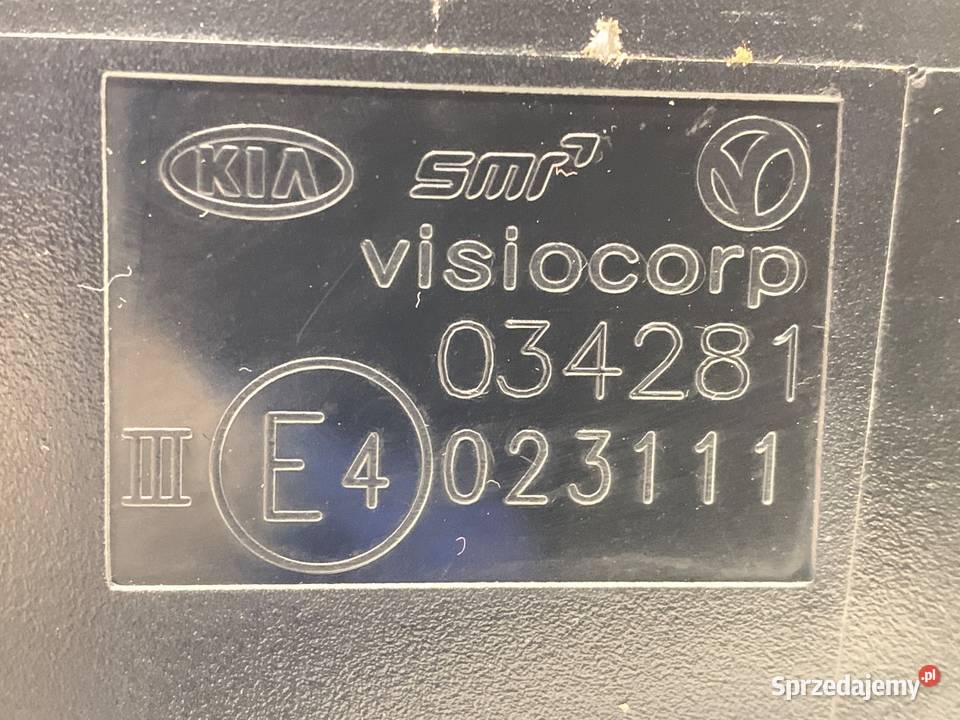 KIA smr
visiocorp
034281
III E4 023111
Sprzedajemy.pl